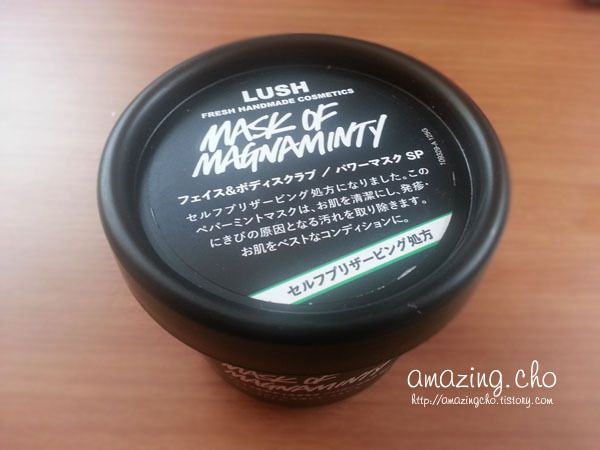 LUSH
FRESH HANDMADE COSMETICS
MASK OF
MAGNAMINTY
フェイス&ボディスクラブ / パワーマスク SP
セルフプリザービング処方になりました。この
ペパーミントマスクは、お肌を清潔にし、発疹・
にきびの原因となる汚れを取り除きます。
お肌をベストなコンディションに。
セルフプリザービング処方
MASK OF
MAGNAMINTY
amazing.cho
http://amazingcho.tistory.com